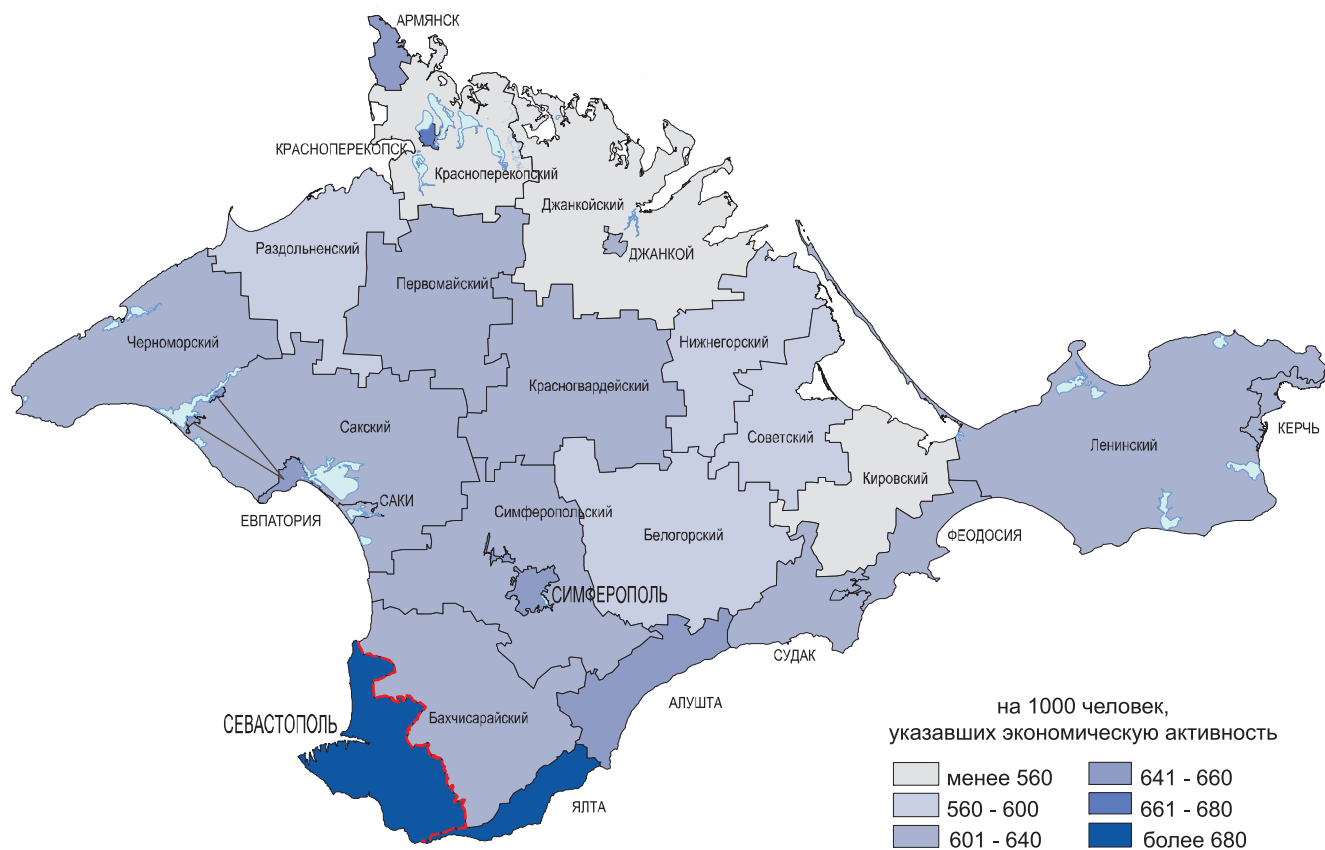 АРМЯНСК
КРАСНОПЕРЕКОПСК
Красноперекопский
Джанкойский
Раздольненский
ДЖАНКОЙ
Первомайский
Черноморский
Нижнегорский
Красногвардейский
Сакский
Советский
КЕРЧЬ
Ленинский
Кировский
САКИ
ЕВПАТОРИЯ
Симферопольский
Белогорский
ФЕОДОСИЯ
СИМФЕРОПОЛЬ
СУДАК
АЛУШТА
СЕВАСТОПОЛЬ
Бахчисарайский
ЯЛТА
на 1000 человек,
указавших экономическую активность
менее 560
560 - 600
601 - 640
641 - 660
661 - 680
более 680